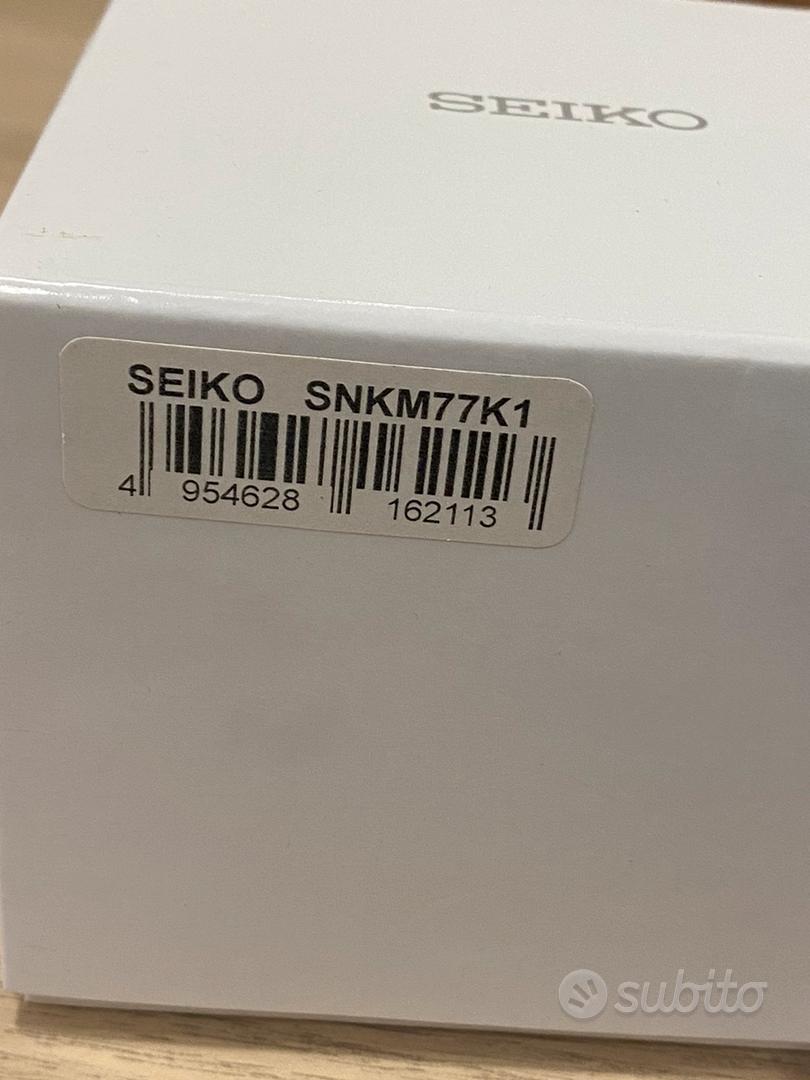 SEIKO
SEIKO SNKM77K1
4 954628 162113
subito